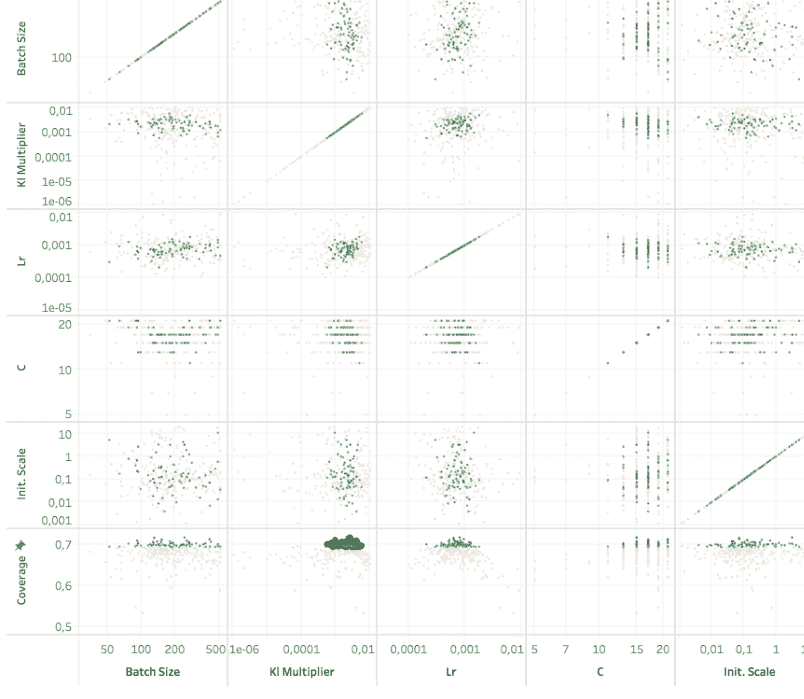 Batch Size
100
Kl Multiplier
0,01
0,001
0,0001
1e-05
1e-06
Lr
0,01
0,001
0,0001
1e-05
C
20
10
5
Init. Scale
10
1
0,1
0,01
0,001
Coverage
0,7
0,6
0,5
50 100 200 500 1e-06 0,0001 0,01 0,0001 0,001 0,01 5 7 10 15 20 0,01 0,1 1
Batch Size Kl Multiplier Lr C Init. Scale